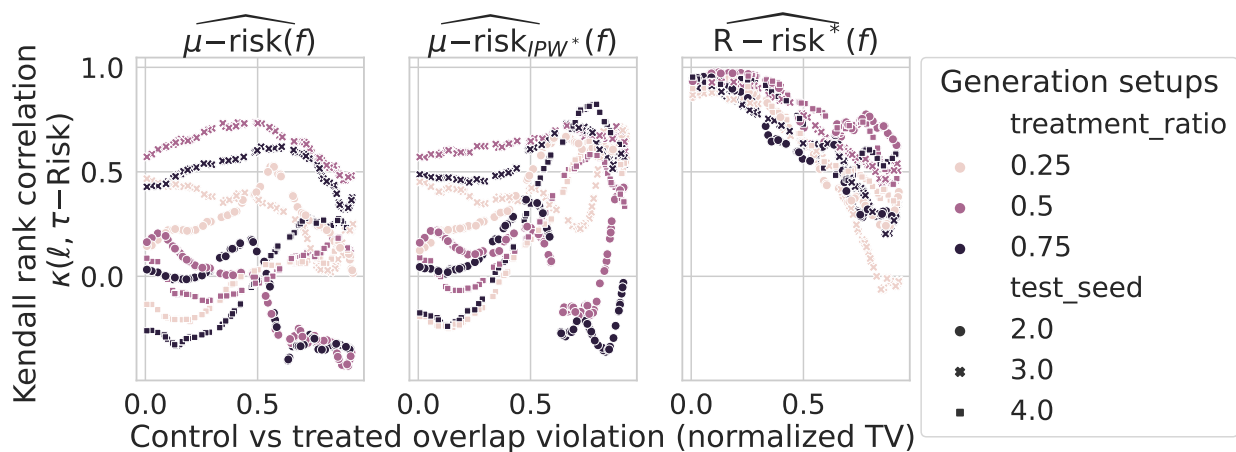 μ−risk(f)
μ−risk_{IPW*}(f)
R − risk*(f)
Kendall rank correlation
κ(ℓ, τ−Risk)
1.0
0.5
0.0
0.0 0.5
0.0 0.5
0.0 0.5
Control vs treated overlap violation (normalized TV)
Generation setups
treatment_ratio
0.25
0.5
0.75
test_seed
2.0
3.0
4.0